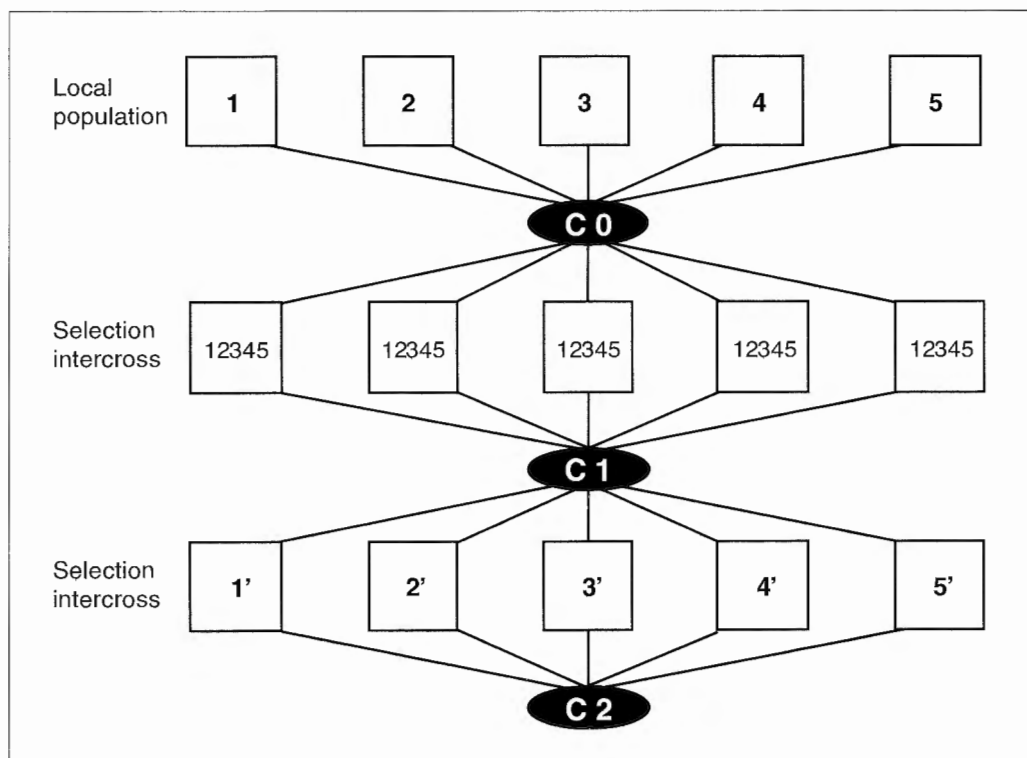 Local
population
1 2 3 4 5
C 0
Selection
intercross
12345 12345 12345 12345 12345
C 1
Selection
intercross
1’ 2’ 3’ 4’ 5’
C 2